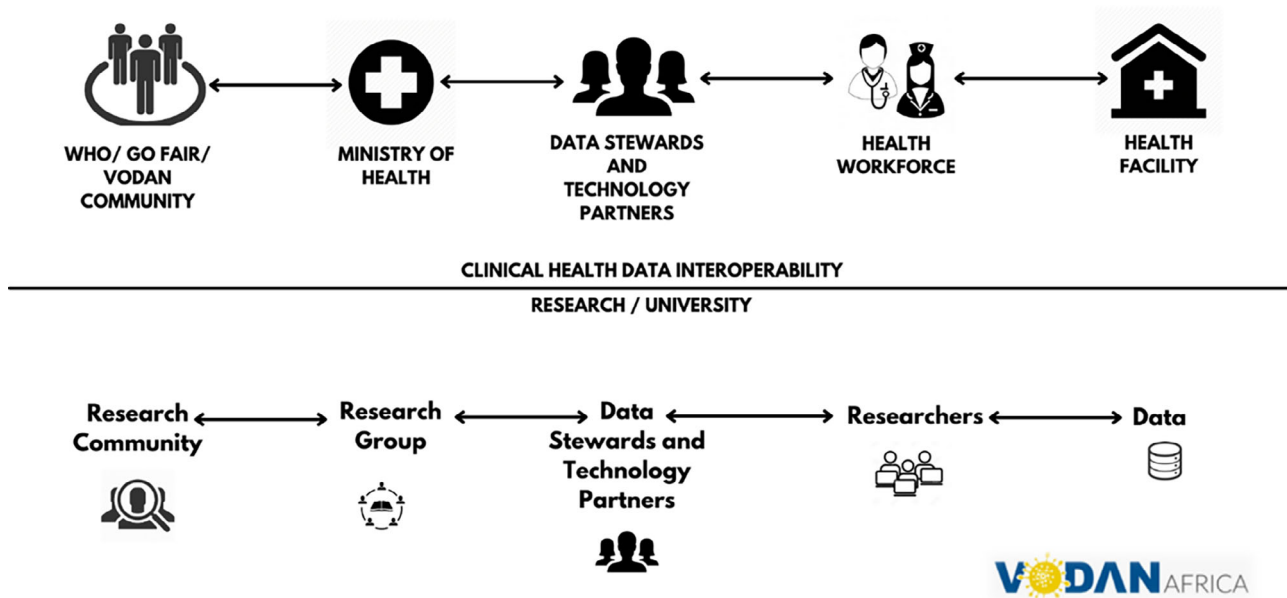 WHO/ GO FAIR/
VODAN
COMMUNITY
MINISTRY OF
HEALTH
DATA STEWARDS
AND
TECHNOLOGY
PARTNERS
HEALTH
WORKFORCE
HEALTH
FACILITY
CLINICAL HEALTH DATA INTEROPERABILITY
RESEARCH / UNIVERSITY
Research
Community
Research
Group
Data
Stewards and
Technology
Partners
Researchers
Data
VODAN AFRICA